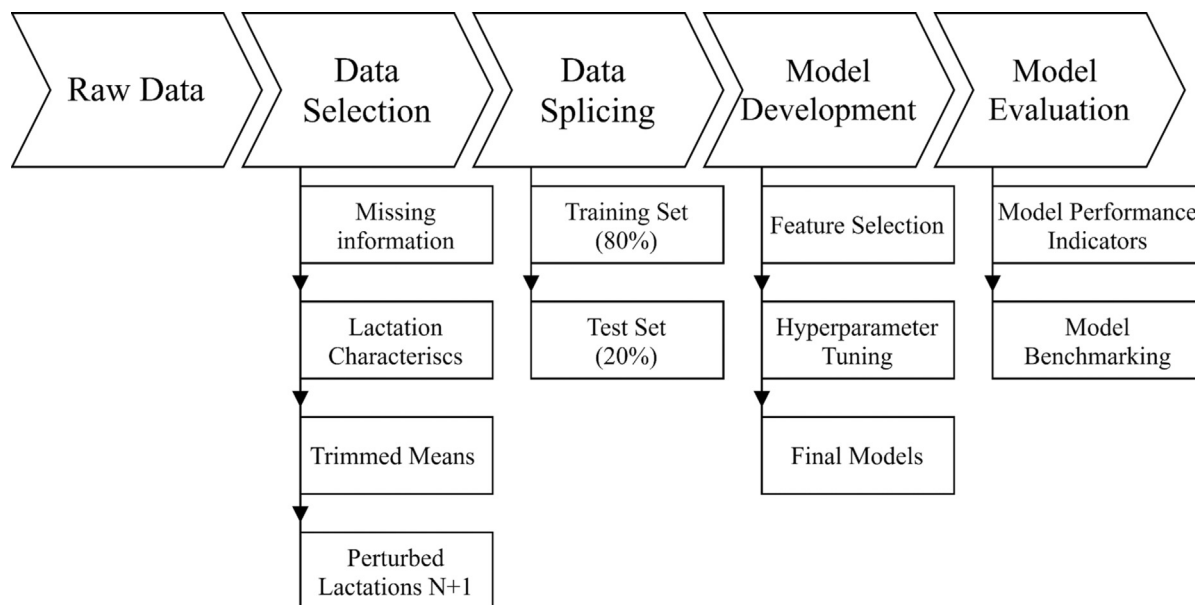 Raw Data
Data
Selection
Data
Splicing
Model
Development
Model
Evaluation
Missing
information
Lactation
Characteriscs
Trimmed Means
Perturbed
Lactations N+1
Training Set
(80%)
Test Set
(20%)
Feature Selection
Hyperparameter
Tuning
Final Models
Model Performance
Indicators
Model
Benchmarking